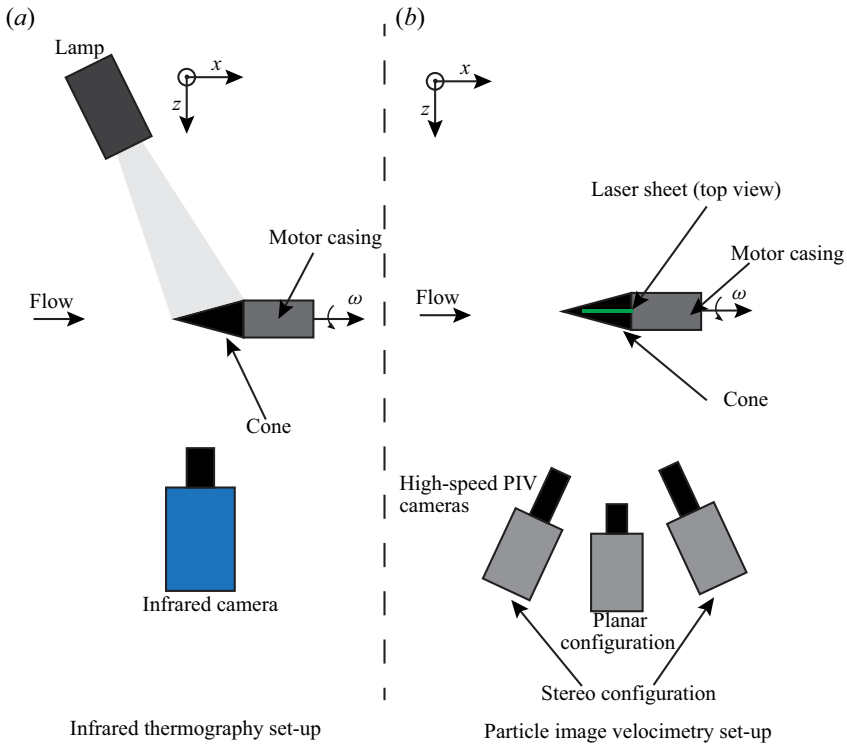 (a)
Lamp
x
z
Motor casing
Flow
ω
Cone
Infrared camera
Infrared thermography set-up
(b)
x
z
Laser sheet (top view)
Motor casing
Flow
ω
Cone
High-speed PIV
cameras
Planar
configuration
Stereo configuration
Particle image velocimetry set-up